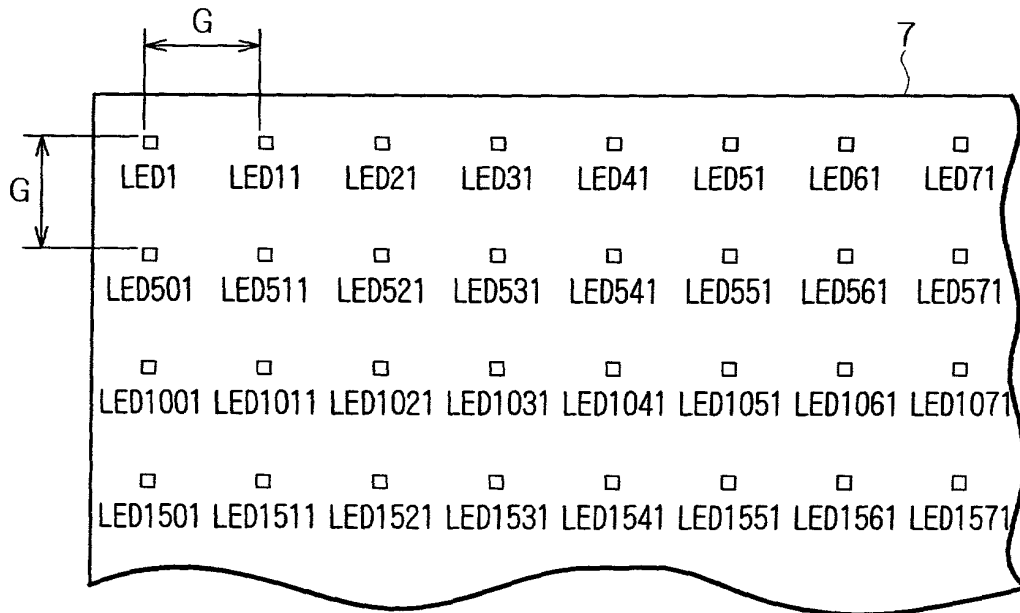 G
7
LED1 LED11 LED21 LED31 LED41 LED51 LED61 LED71
G
LED501 LED511 LED521 LED531 LED541 LED551 LED561 LED571
LED1001 LED1011 LED1021 LED1031 LED1041 LED1051 LED1061 LED1071
LED1501 LED1511 LED1521 LED1531 LED1541 LED1551 LED1561 LED1571